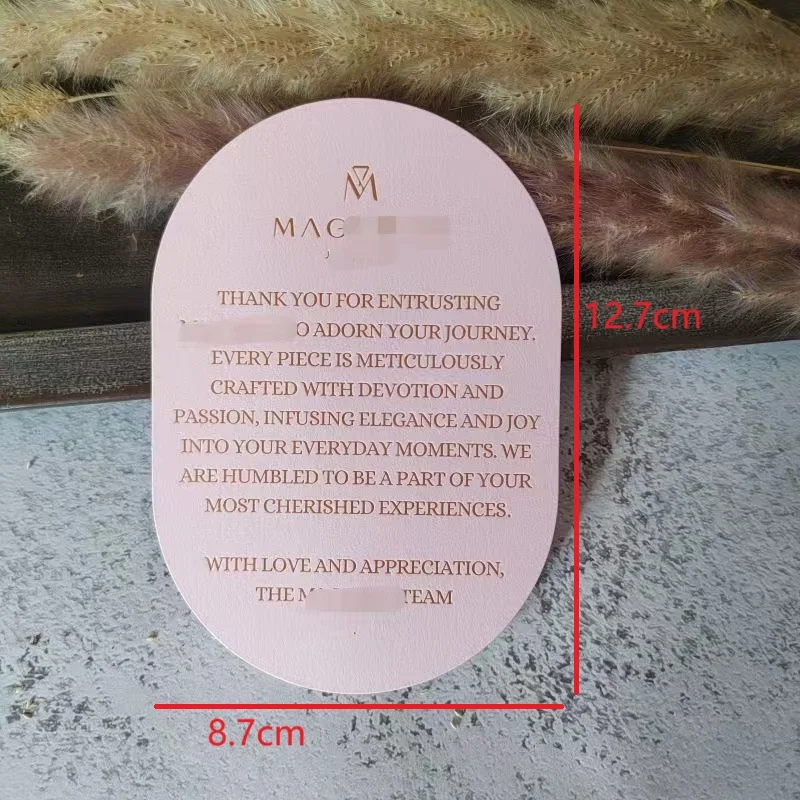 M
MAG
THANK YOU FOR ENTRUSTING
O ADORN YOUR JOURNEY.
EVERY PIECE IS METICULOUSLY
CRAFTED WITH DEVOTION AND
PASSION, INFUSING ELEGANCE AND JOY
INTO YOUR EVERYDAY MOMENTS. WE
ARE HUMBLED TO BE A PART OF YOUR
MOST CHERISHED EXPERIENCES.
WITH LOVE AND APPRECIATION,
THE M TEAM
12.7cm
8.7cm